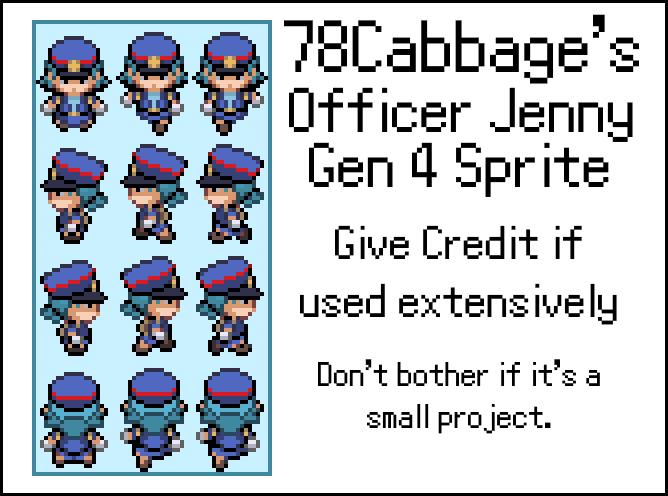 78Cabbage's
Officer Jenny
Gen 4 Sprite
Give Credit if
used extensively
Don't bother if it's a
small project.